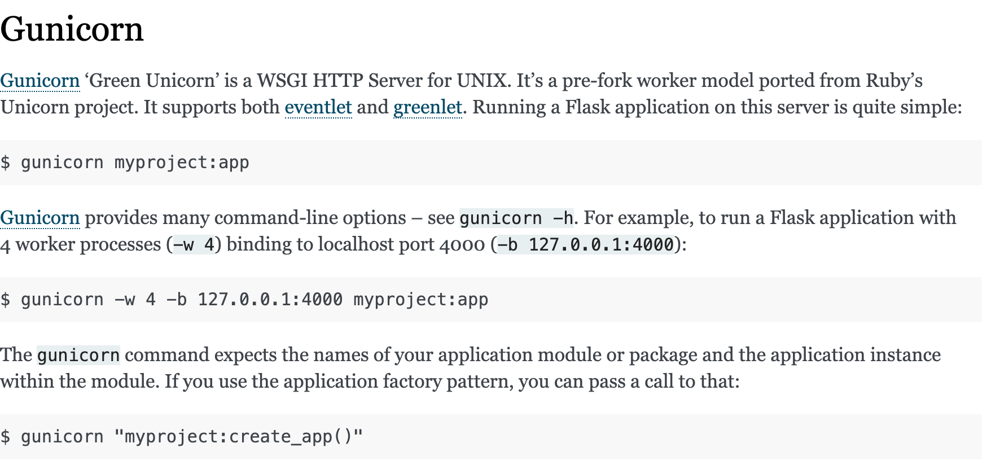 Gunicorn
Gunicorn ‘Green Unicorn’ is a WSGI HTTP Server for UNIX. It’s a pre-fork worker model ported from Ruby’s
Unicorn project. It supports both eventlet and greenlet. Running a Flask application on this server is quite simple:
$ gunicorn myproject:app
Gunicorn provides many command-line options – see gunicorn -h. For example, to run a Flask application with
4 worker processes (-w 4) binding to localhost port 4000 (-b 127.0.0.1:4000):
$ gunicorn -w 4 -b 127.0.0.1:4000 myproject:app
The gunicorn command expects the names of your application module or package and the application instance
within the module. If you use the application factory pattern, you can pass a call to that:
$ gunicorn "myproject:create_app()"